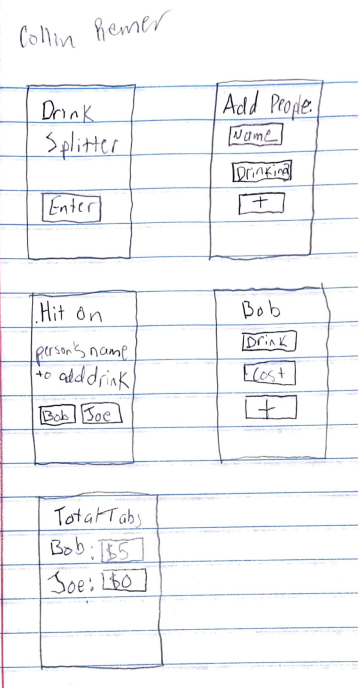 Collin Remer
Drink
Splitter
Enter
Add People.
Name
Drinking
+
Hit on
person's name
to add drink
Bob Joe
Bob
Drink
Cost
+
Total Tabs
Bob: $5
Joe: $0